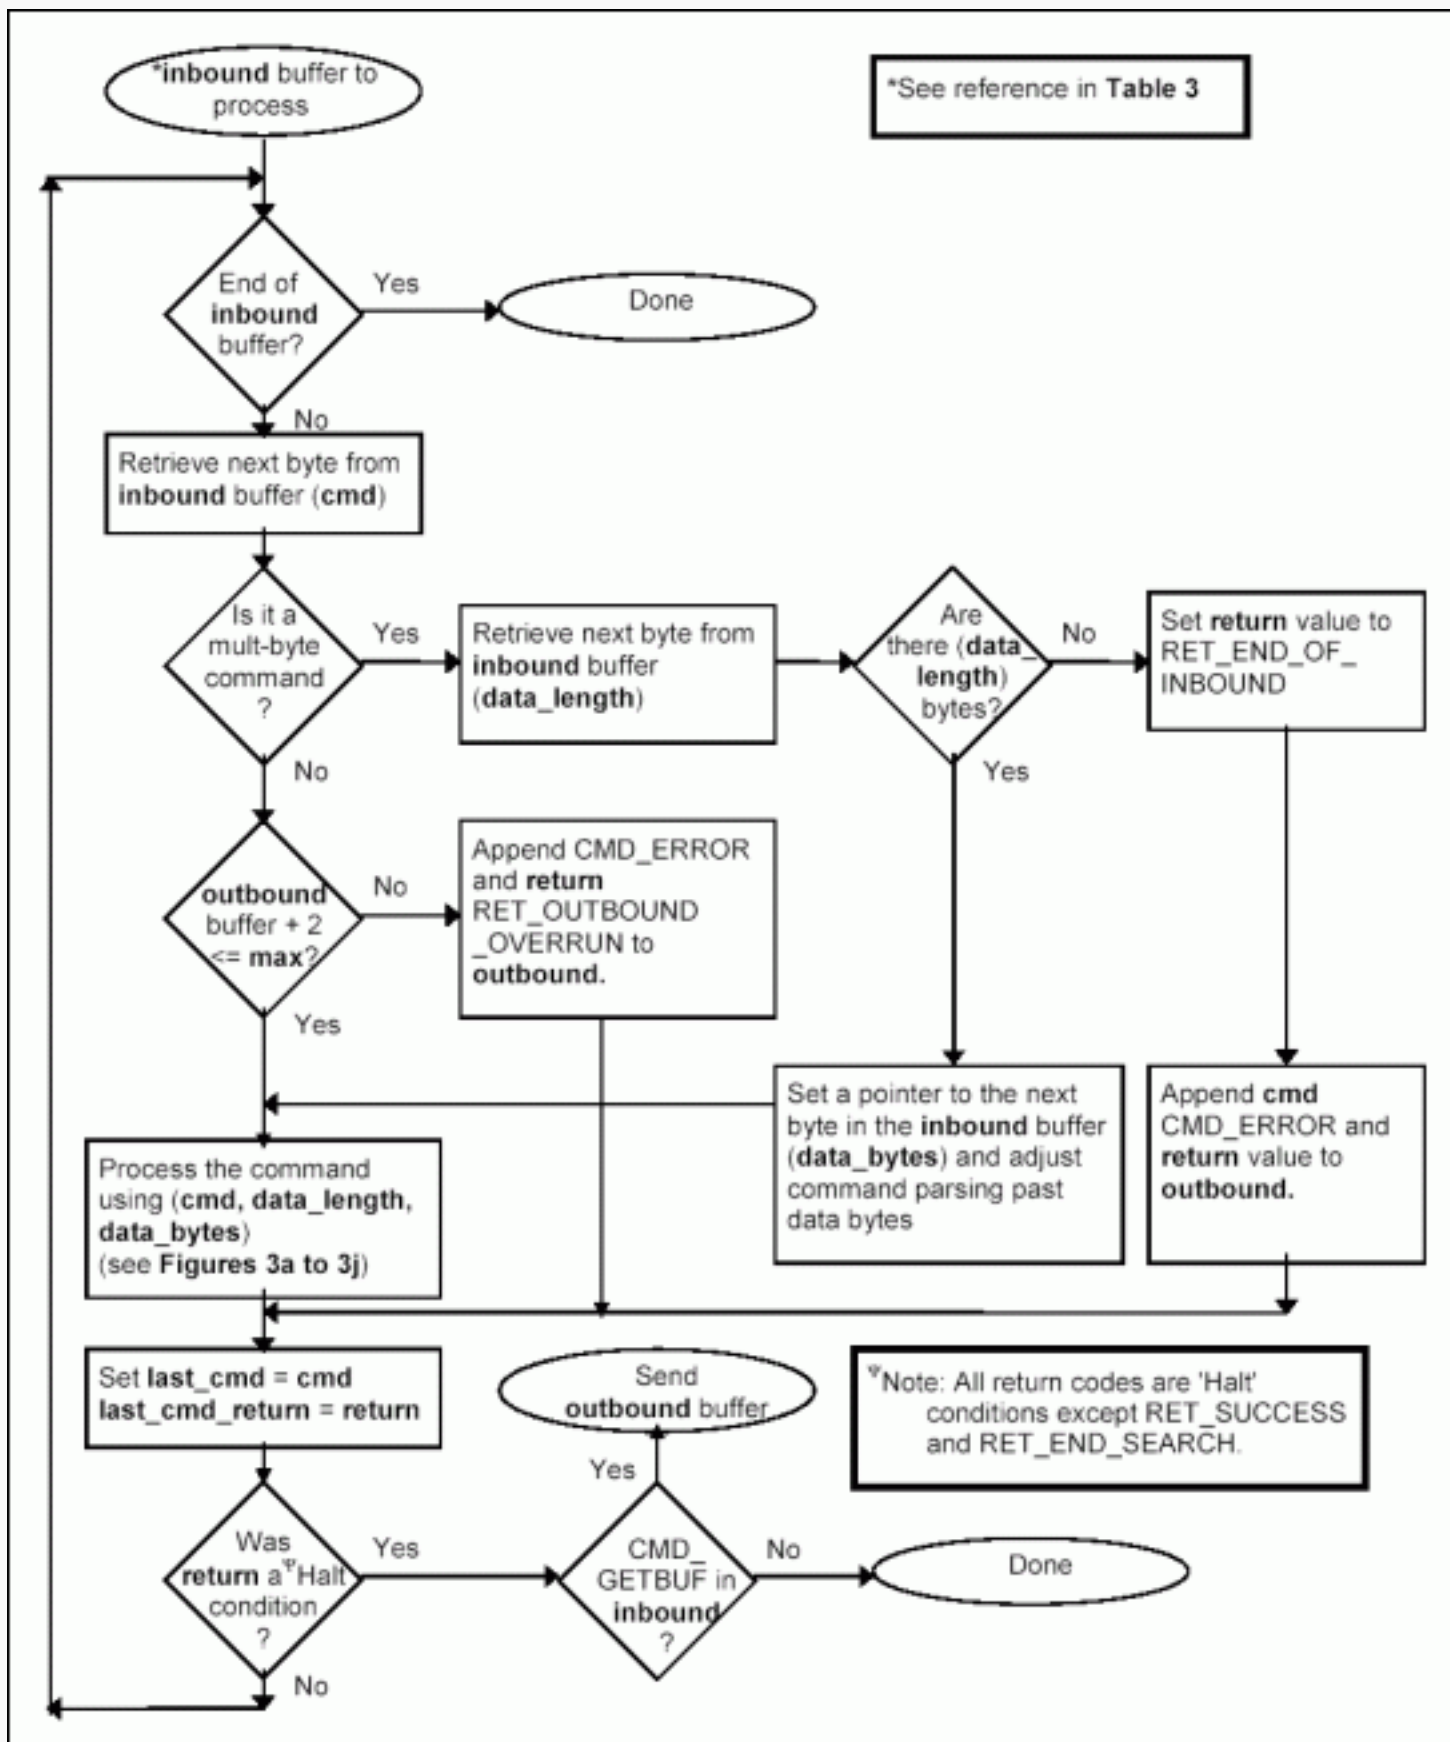 *inbound buffer to
process
*See reference in Table 3
End of
inbound
buffer?
Yes
Done
No
Retrieve next byte from
inbound buffer (cmd)
Is it a
mult-byte
command
?
Yes
Retrieve next byte from
inbound buffer
(data_length)
Are
there (data_
length)
bytes?
No
Set return value to
RET_END_OF_
INBOUND
No
Yes
outbound
buffer + 2
<= max?
No
Append CMD_ERROR
and return
RET_OUTBOUND
_OVERRUN to
outbound.
Yes
Set a pointer to the next
byte in the inbound buffer
(data_bytes) and adjust
command parsing past
data bytes
Append cmd
CMD_ERROR and
return value to
outbound.
Process the command
using (cmd, data_length,
data_bytes)
(see Figures 3a to 3j)
Set last_cmd = cmd
last_cmd_return = return
Send
outbound buffer
ΨNote: All return codes are 'Halt'
conditions except RET_SUCCESS
and RET_END_SEARCH.
Yes
Was
return aΨHalt
condition
?
Yes
CMD_
GETBUF in
inbound
?
No
Done
No